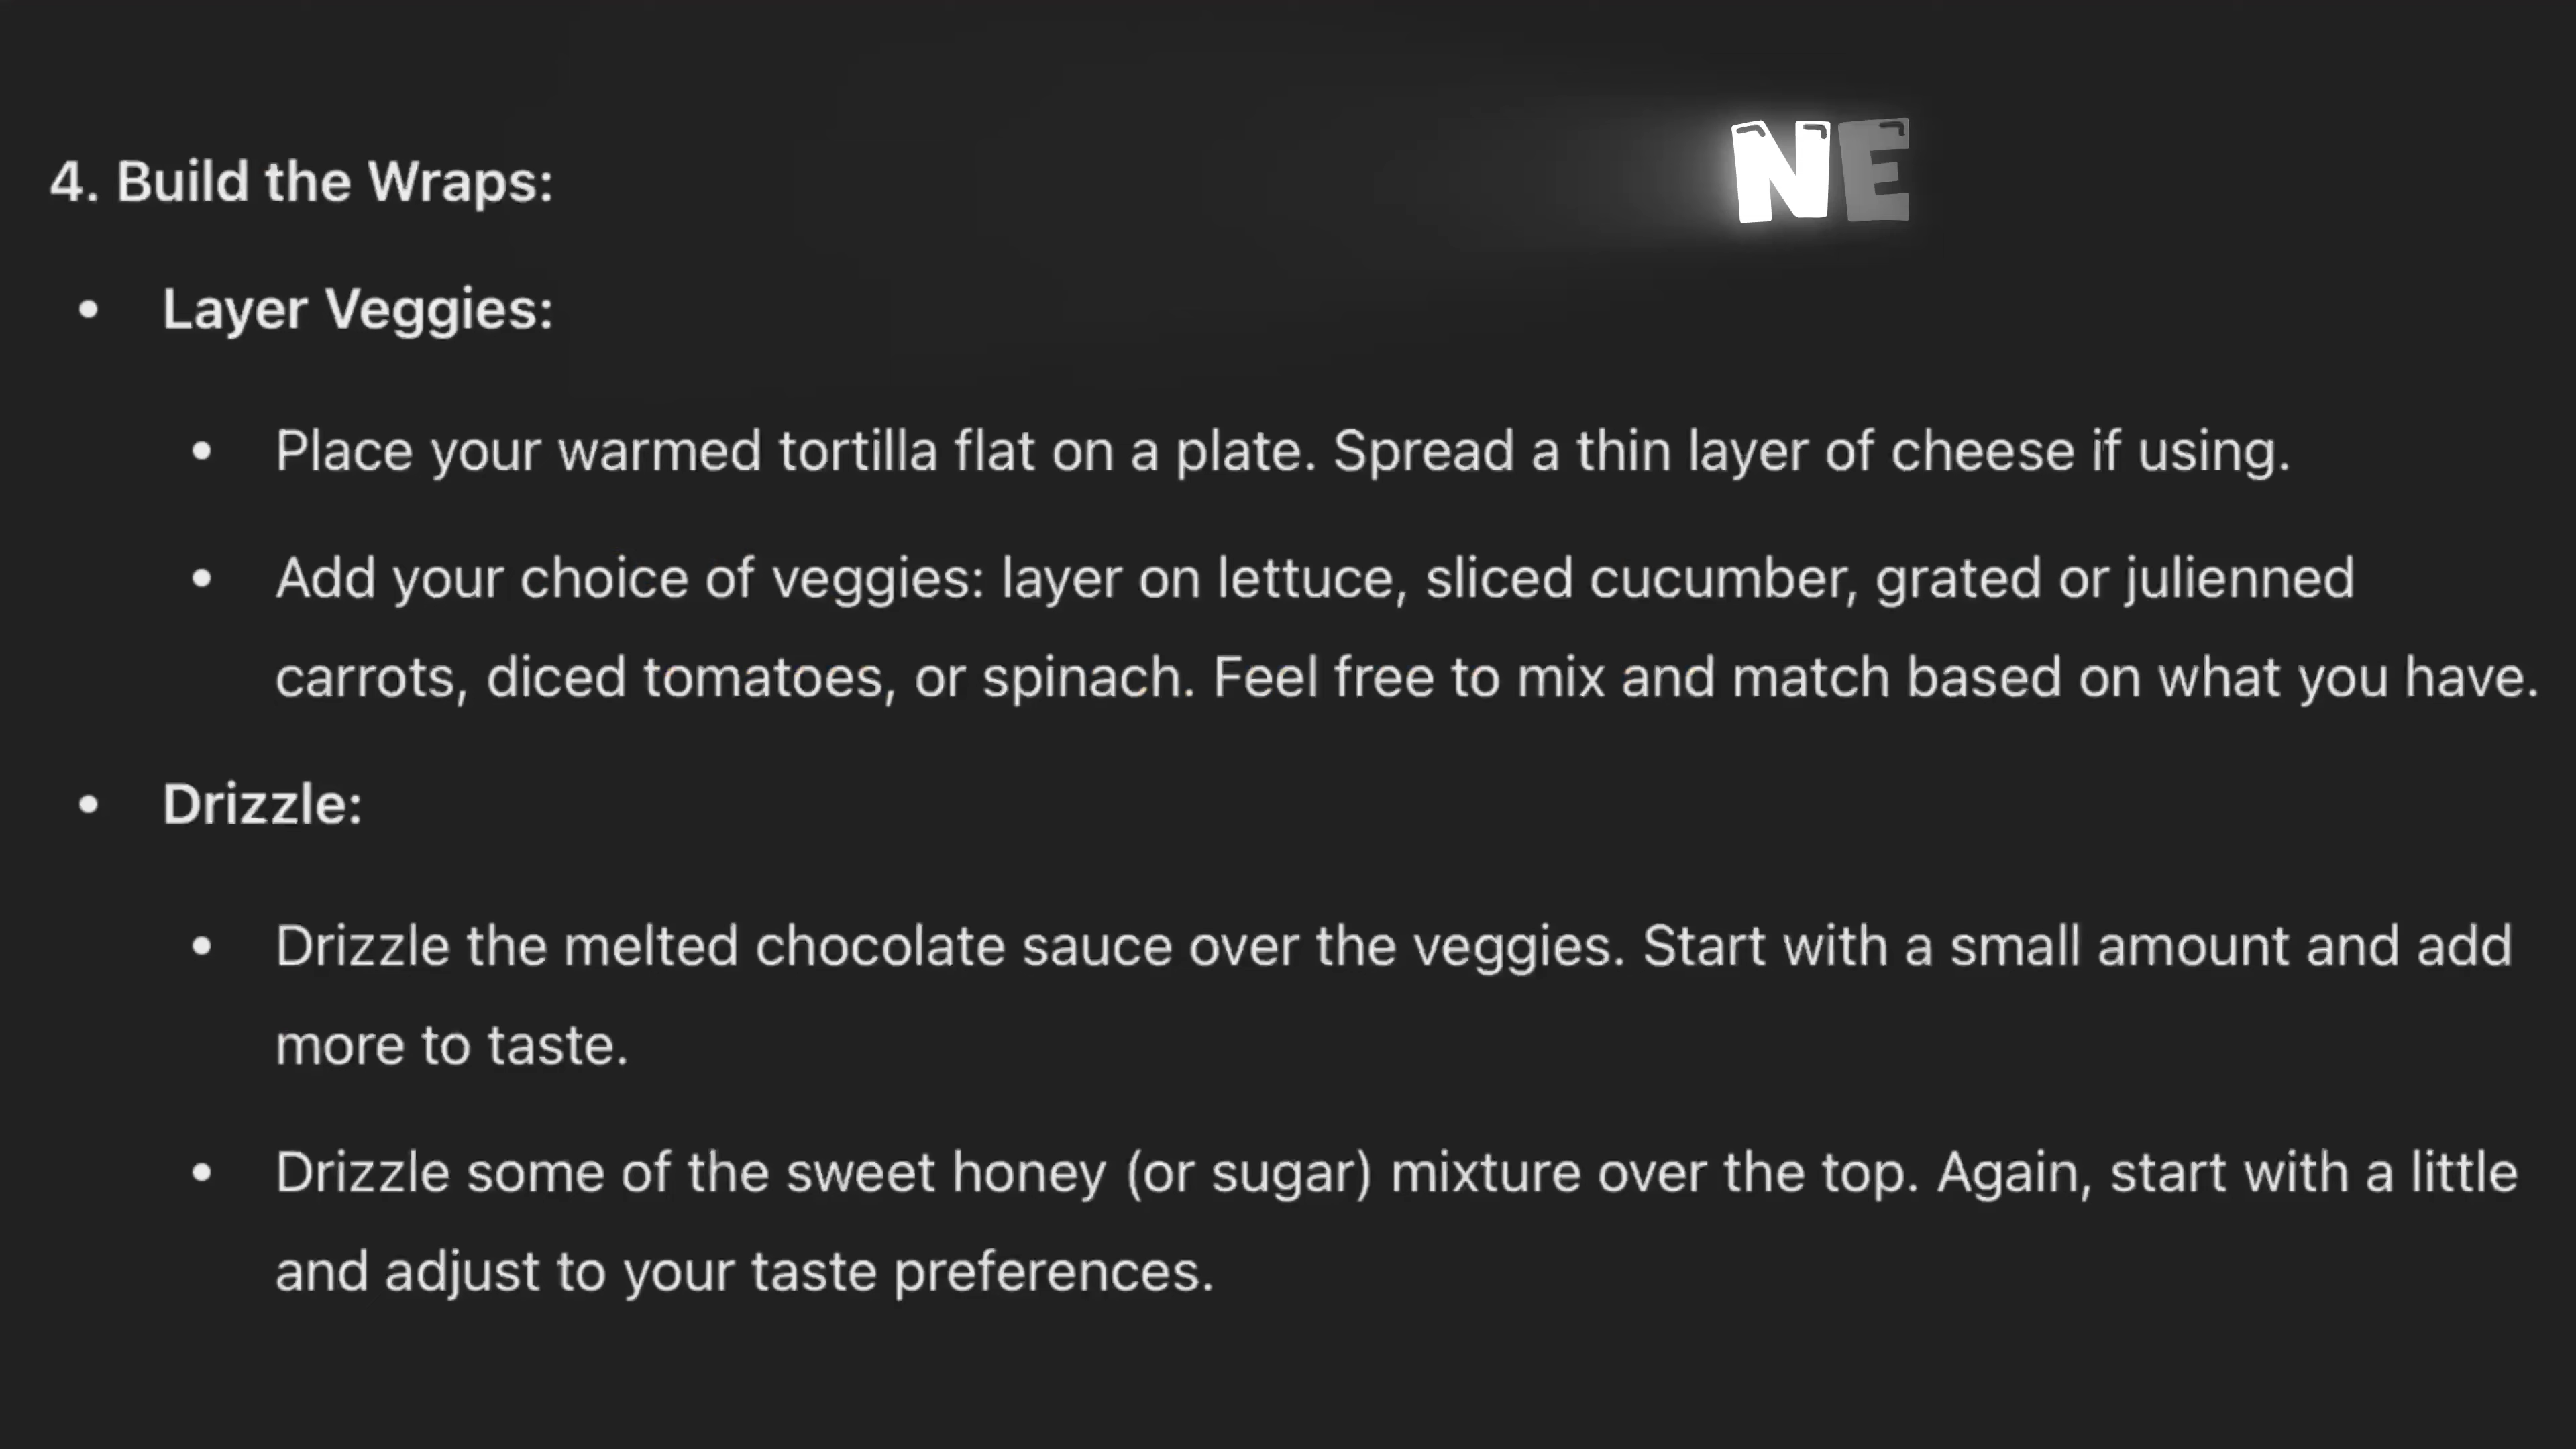 NE
4. Build the Wraps:
• Layer Veggies:
• Place your warmed tortilla flat on a plate. Spread a thin layer of cheese if using.
• Add your choice of veggies: layer on lettuce, sliced cucumber, grated or julienned
carrots, diced tomatoes, or spinach. Feel free to mix and match based on what you have.
• Drizzle:
• Drizzle the melted chocolate sauce over the veggies. Start with a small amount and add
more to taste.
• Drizzle some of the sweet honey (or sugar) mixture over the top. Again, start with a little
and adjust to your taste preferences.